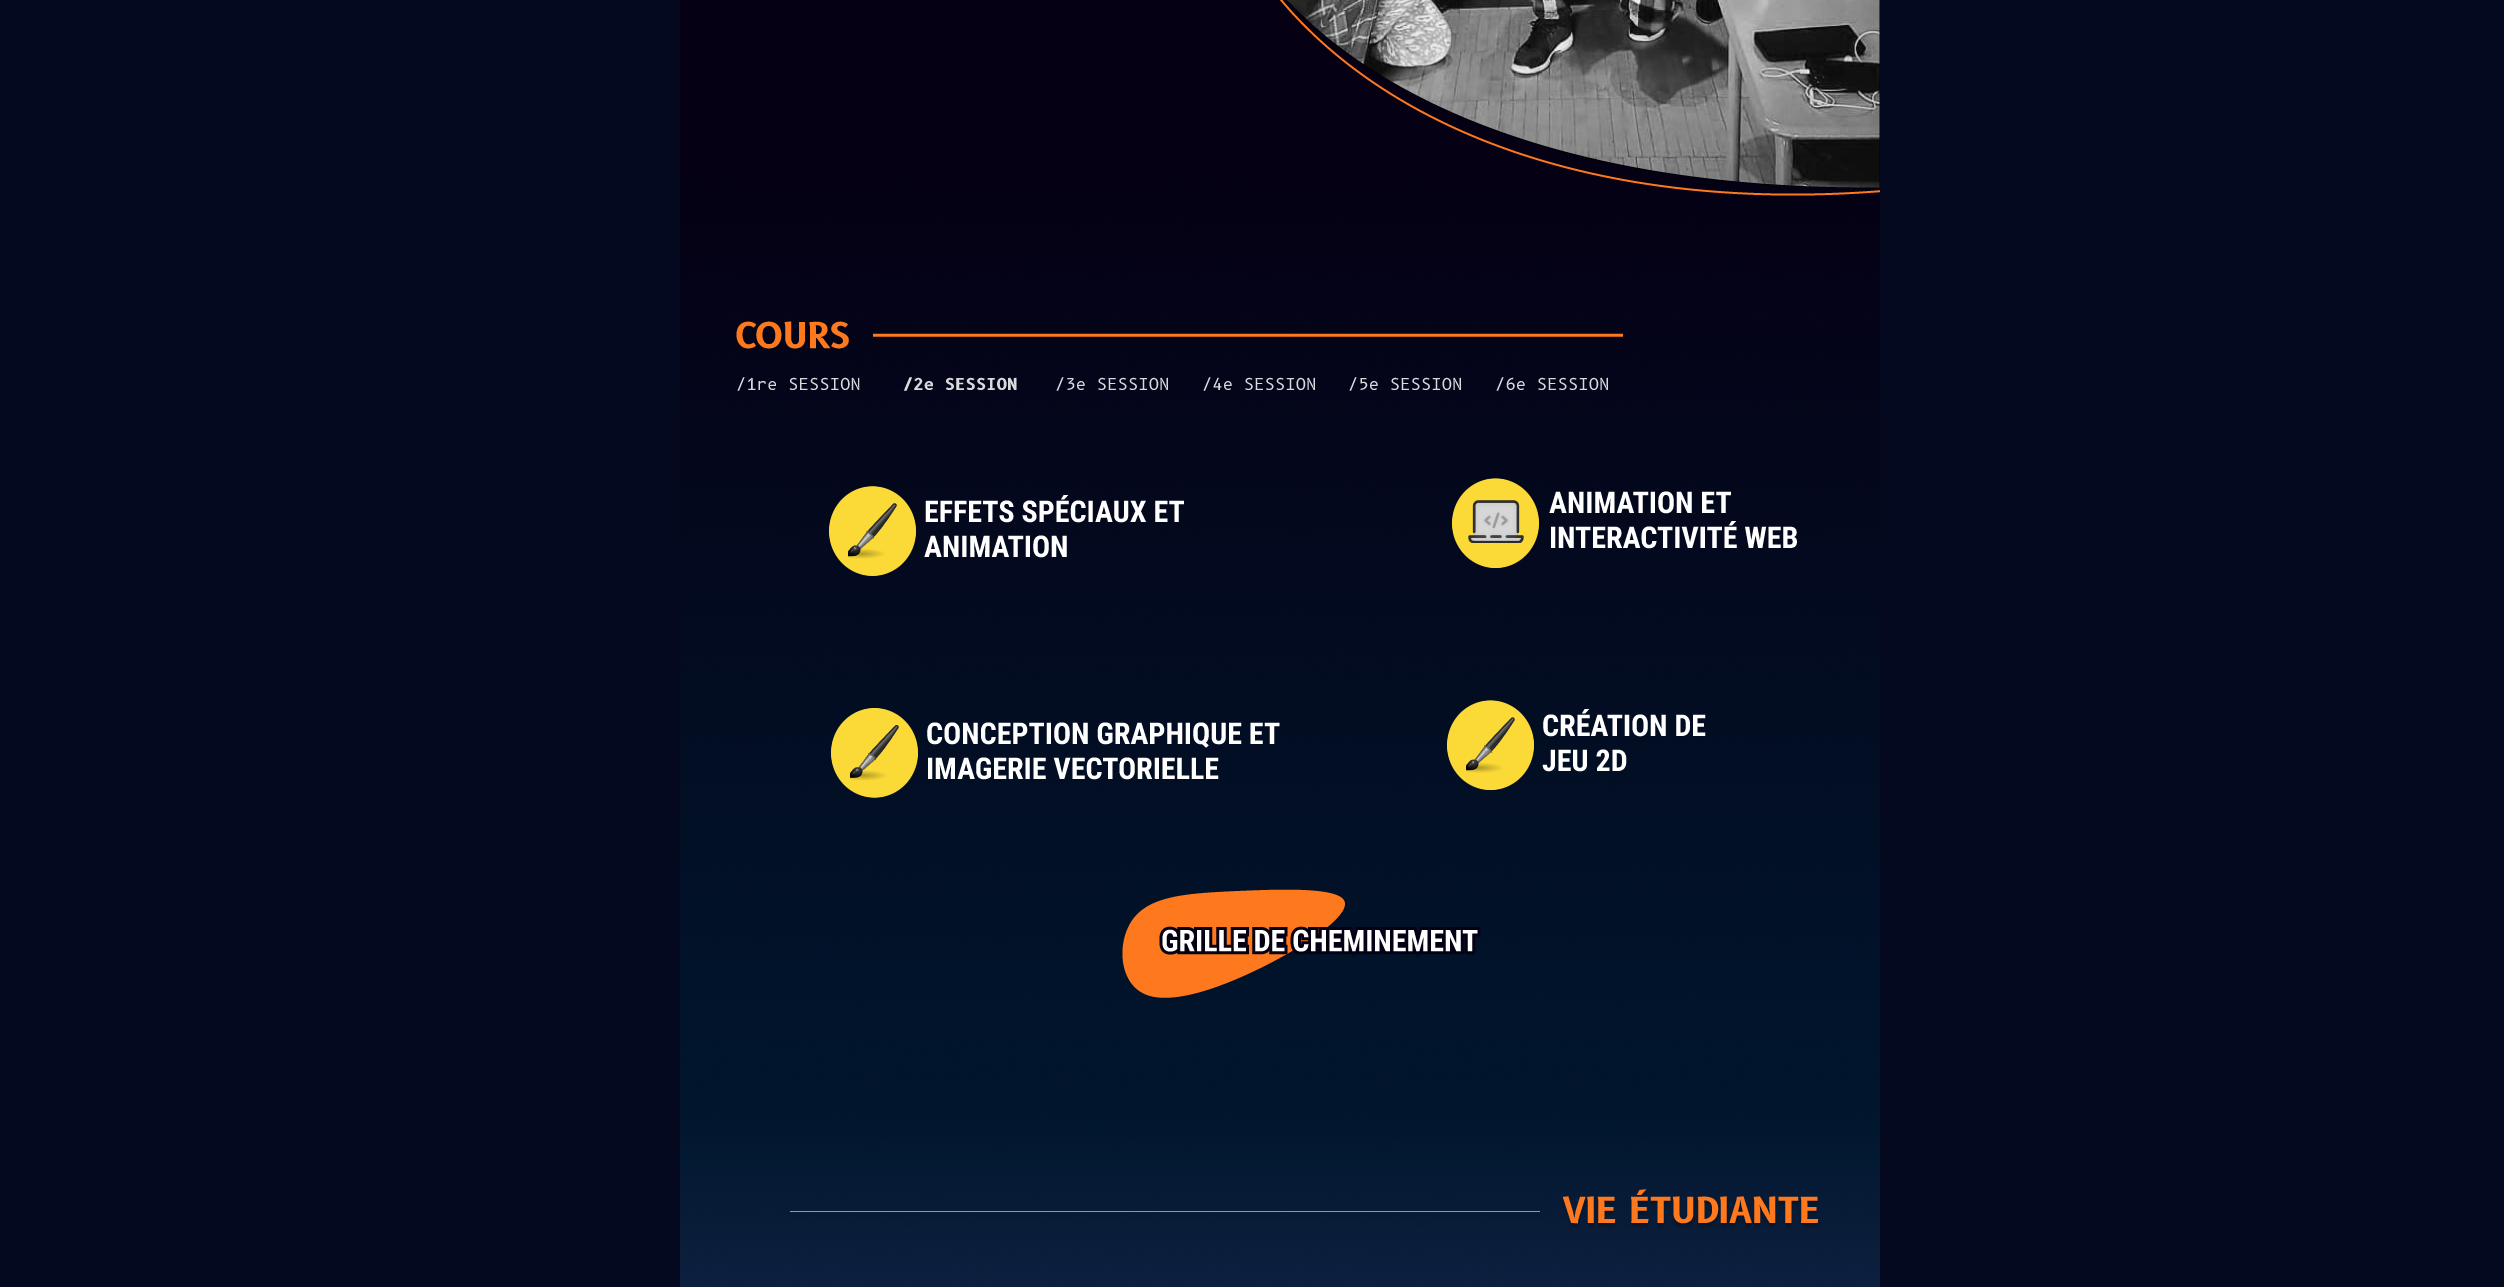 COURS
/1re SESSION /2e SESSION /3e SESSION /4e SESSION /5e SESSION /6e SESSION
EFFETS SPÉCIAUX ET
ANIMATION
</>
ANIMATION ET
INTERACTIVITÉ WEB
CONCEPTION GRAPHIQUE ET
IMAGERIE VECTORIELLE
CRÉATION DE
JEU 2D
GRILLE DE CHEMINEMENT
VIE ÉTUDIANTE